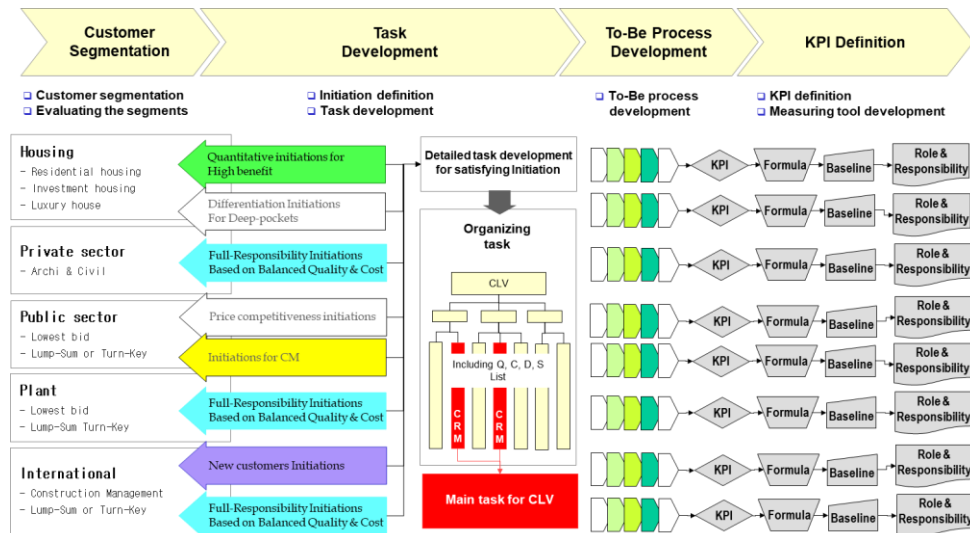 Customer
Segmentation
Task
Development
To-Be Process
Development
KPI Definition
❑ Customer segmentation
❑ Evaluating the segments
❑ Initiation definition
❑ Task development
❑ To-Be process
development
❑ KPI definition
❑ Measuring tool development
Housing
- Residential housing
- Investment housing
- Luxury house
Private sector
- Archi & Civil
Public sector
- Lowest bid
- Lump-Sum or Turn-Key
Plant
- Lowest bid
- Lump-Sum Turn-Key
International
- Construction Management
- Lump-Sum or Turn-Key
Quantitative initiations for
High benefit
Differentiation Initiations
For Deep-pockets
Full-Responsibility Initiations
Based on Balanced Quality & Cost
Price competitiveness initiations
Initiations for CM
Full-Responsibility Initiations
Based on Balanced Quality & Cost
New customers Initiations
Full-Responsibility Initiations
Based on Balanced Quality & Cost
Detailed task development
for satisfying Initiation
Organizing
task
CLV
Including Q, C, D, S
List
CRM
CRM
Main task for CLV
KPI
Formula
Baseline
Role &
Responsibility
KPI
Formula
Baseline
Role &
Responsibility
KPI
Formula
Baseline
Role &
Responsibility
KPI
Formula
Baseline
Role &
Responsibility
KPI
Formula
Baseline
Role &
Responsibility
KPI
Formula
Baseline
Role &
Responsibility
KPI
Formula
Baseline
Role &
Responsibility
KPI
Formula
Baseline
Role &
Responsibility